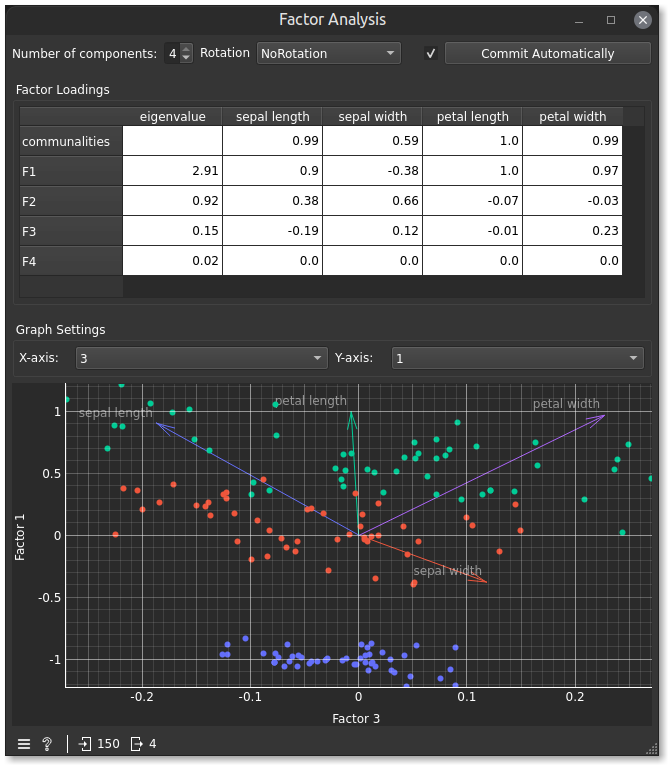 Factor Analysis
Number of components: 4 Rotation NoRotation Commit Automatically
Factor Loadings
eigenvalue sepal length sepal width petal length petal width
communalities 0.99 0.59 1.0 0.99
F1 2.91 0.9 -0.38 1.0 0.97
F2 0.92 0.38 0.66 -0.07 -0.03
F3 0.15 -0.19 0.12 -0.01 0.23
F4 0.02 0.0 0.0 0.0 0.0
Graph Settings
X-axis: 3 Y-axis: 1
petal length petal width
1 sepal length
0.5
Factor 1
0
sepal width
-0.5
-1
-0.2 -0.1 0 0.1 0.2
Factor 3
? 150 4